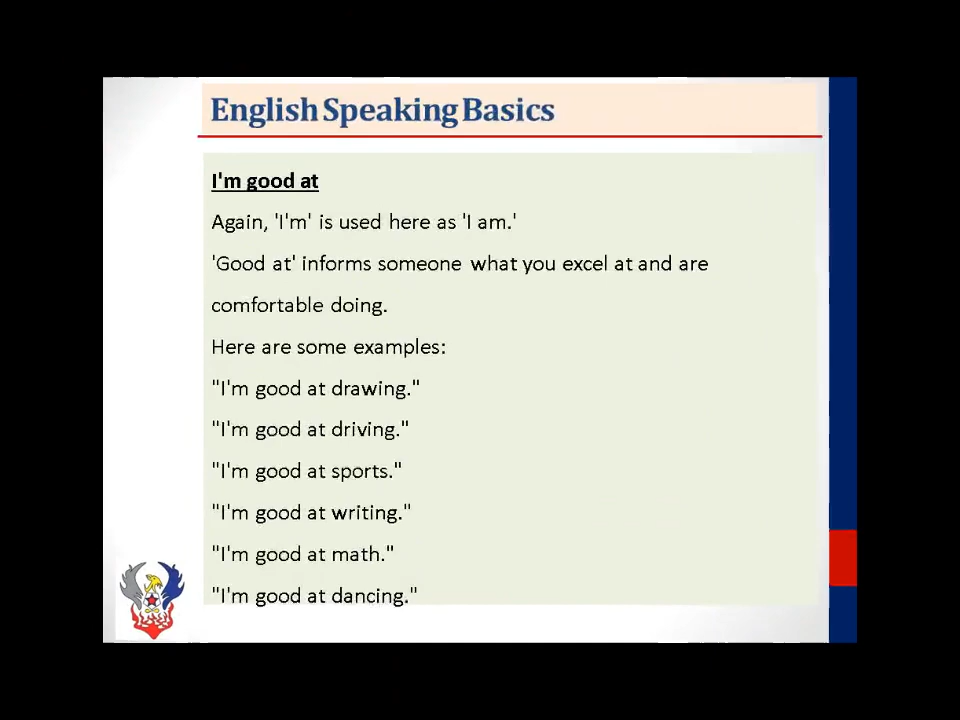 English Speaking Basics
I'm good at
Again, 'I'm' is used here as 'I am.'
'Good at' informs someone what you excel at and are
comfortable doing.
Here are some examples:
"I'm good at drawing."
"I'm good at driving."
"I'm good at sports."
"I'm good at writing."
"I'm good at math."
"I'm good at dancing."